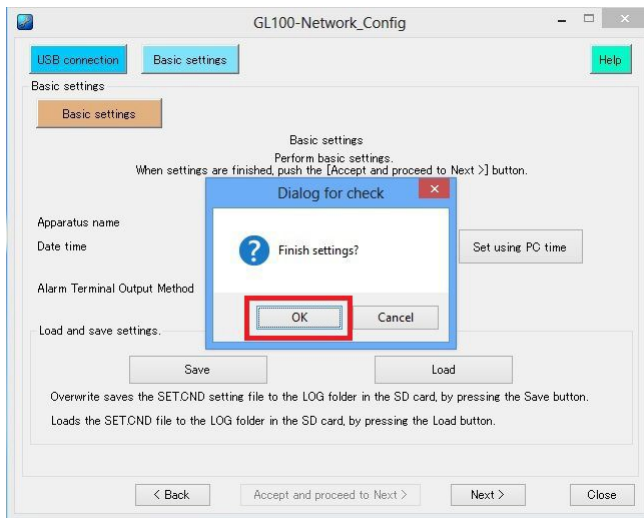 GL100-Network_Config
USB connection
Basic settings
Help
Basic settings
Basic settings
Basic settings
Perform basic settings.
When settings are finished, push the [Accept and proceed to Next >] button.
Dialog for check
Apparatus name
Date time
Finish settings?
Set using PC time
Alarm Terminal Output Method
OK
Cancel
Load and save settings.
Save
Load
Overwrite saves the SET.CND setting file to the LOG folder in the SD card, by pressing the Save button.
Loads the SET.CND file to the LOG folder in the SD card, by pressing the Load button.
< Back
Accept and proceed to Next >
Next >
Close